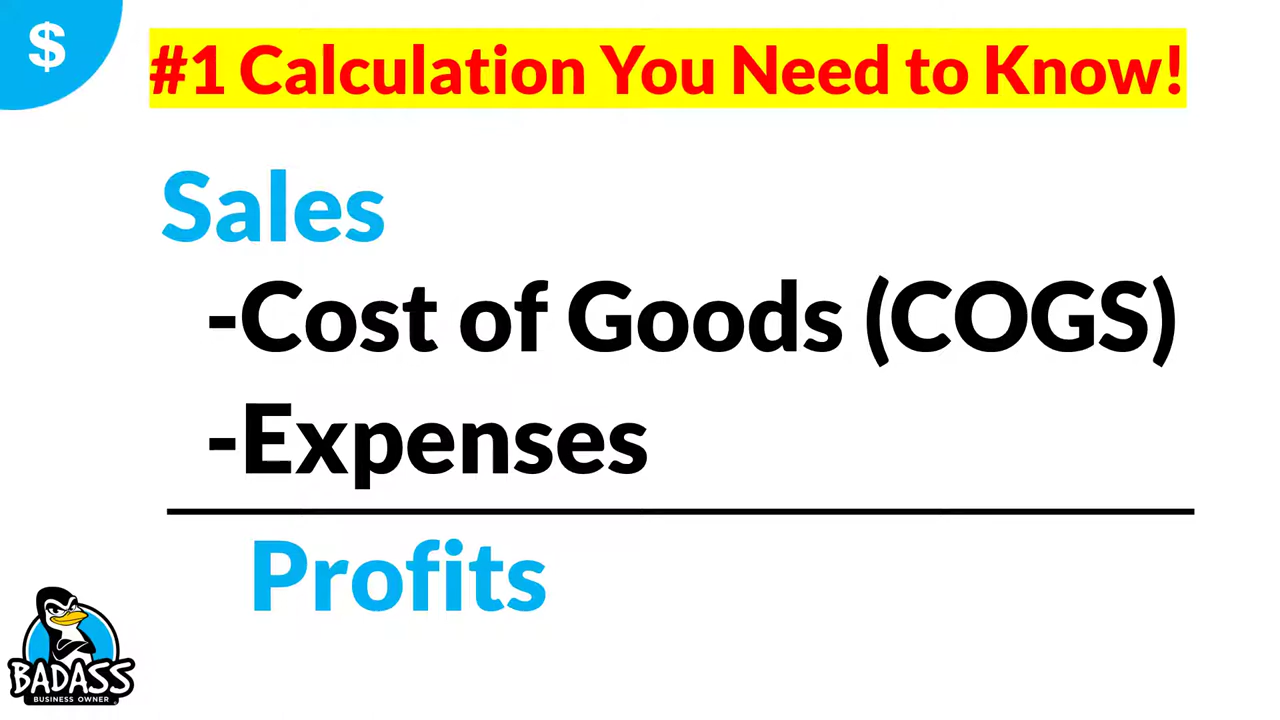 $
#1 Calculation You Need to Know!
Sales
-Cost of Goods (COGS)
-Expenses
Profits
BADASS
BUSINESS OWNER